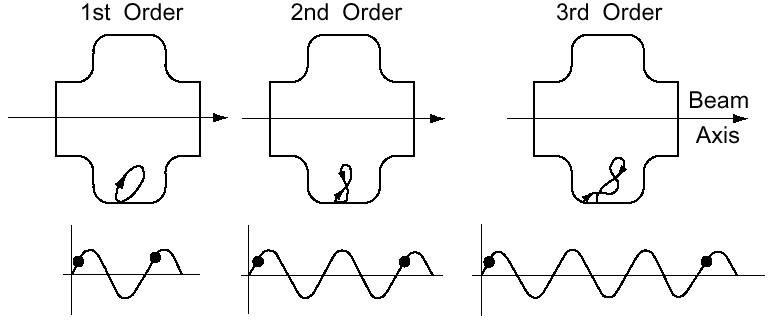 1st Order
2nd Order
3rd Order
Beam
Axis